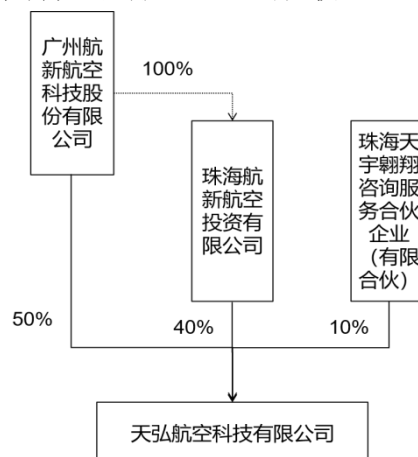 广州航
新航空
科技股
份有限
公司
100%
珠海航
新航空
投资有
限公司
珠海天
宇翱翔
咨询服
务合伙
企业
（有限
合伙）
50%
40%
10%
天弘航空科技有限公司